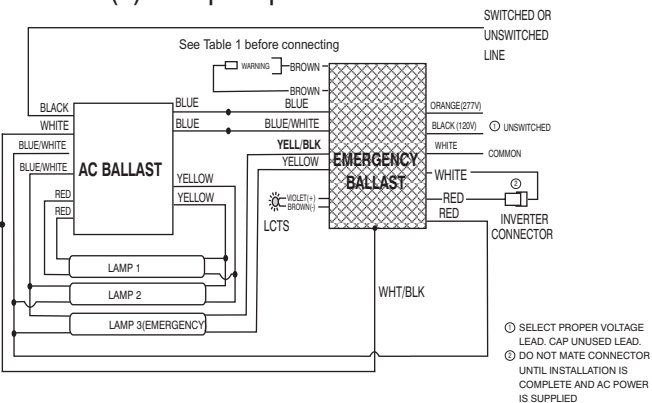 SWITCHED OR
UNSWITCHED
LINE
See Table 1 before connecting
WARNING
BROWN
BROWN
BLACK
BLUE
BLUE
ORANGE(277V)
WHITE
BLUE
BLUE/WHITE
BLACK (120V)
① UNSWITCHED
BLUE/WHITE
YELL/BLK
WHITE
COMMON
BLUE/WHITE
AC BALLAST
YELLOW
EMERGENCY
BALLAST
YELLOW
WHITE
②
RED
YELLOW
VIOLET(+)
BROWN(-)
RED
RED
LCTS
RED
INVERTER
CONNECTOR
LAMP 1
LAMP 2
WHT/BLK
LAMP 3(EMERGENCY)
① SELECT PROPER VOLTAGE
LEAD. CAP UNUSED LEAD.
② DO NOT MATE CONNECTOR
UNTIL INSTALLATION IS
COMPLETE AND AC POWER
IS SUPPLIED